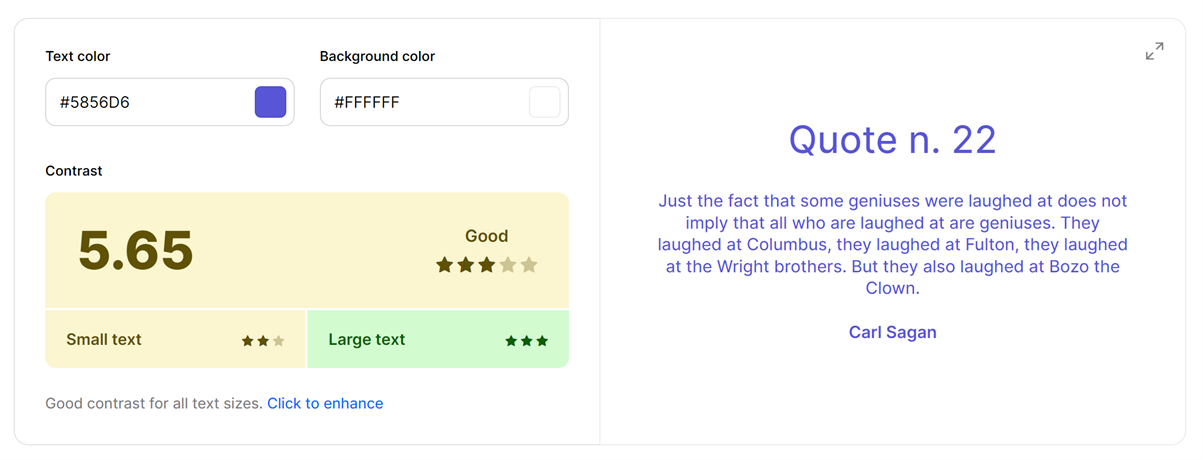 Text color
Background color
#5856D6
#FFFFFF
Contrast
5.65
Good
Small text
Large text
Good contrast for all text sizes. Click to enhance
Quote n. 22
Just the fact that some geniuses were laughed at does not
imply that all who are laughed at are geniuses. They
laughed at Columbus, they laughed at Fulton, they laughed
at the Wright brothers. But they also laughed at Bozo the
Clown.
Carl Sagan